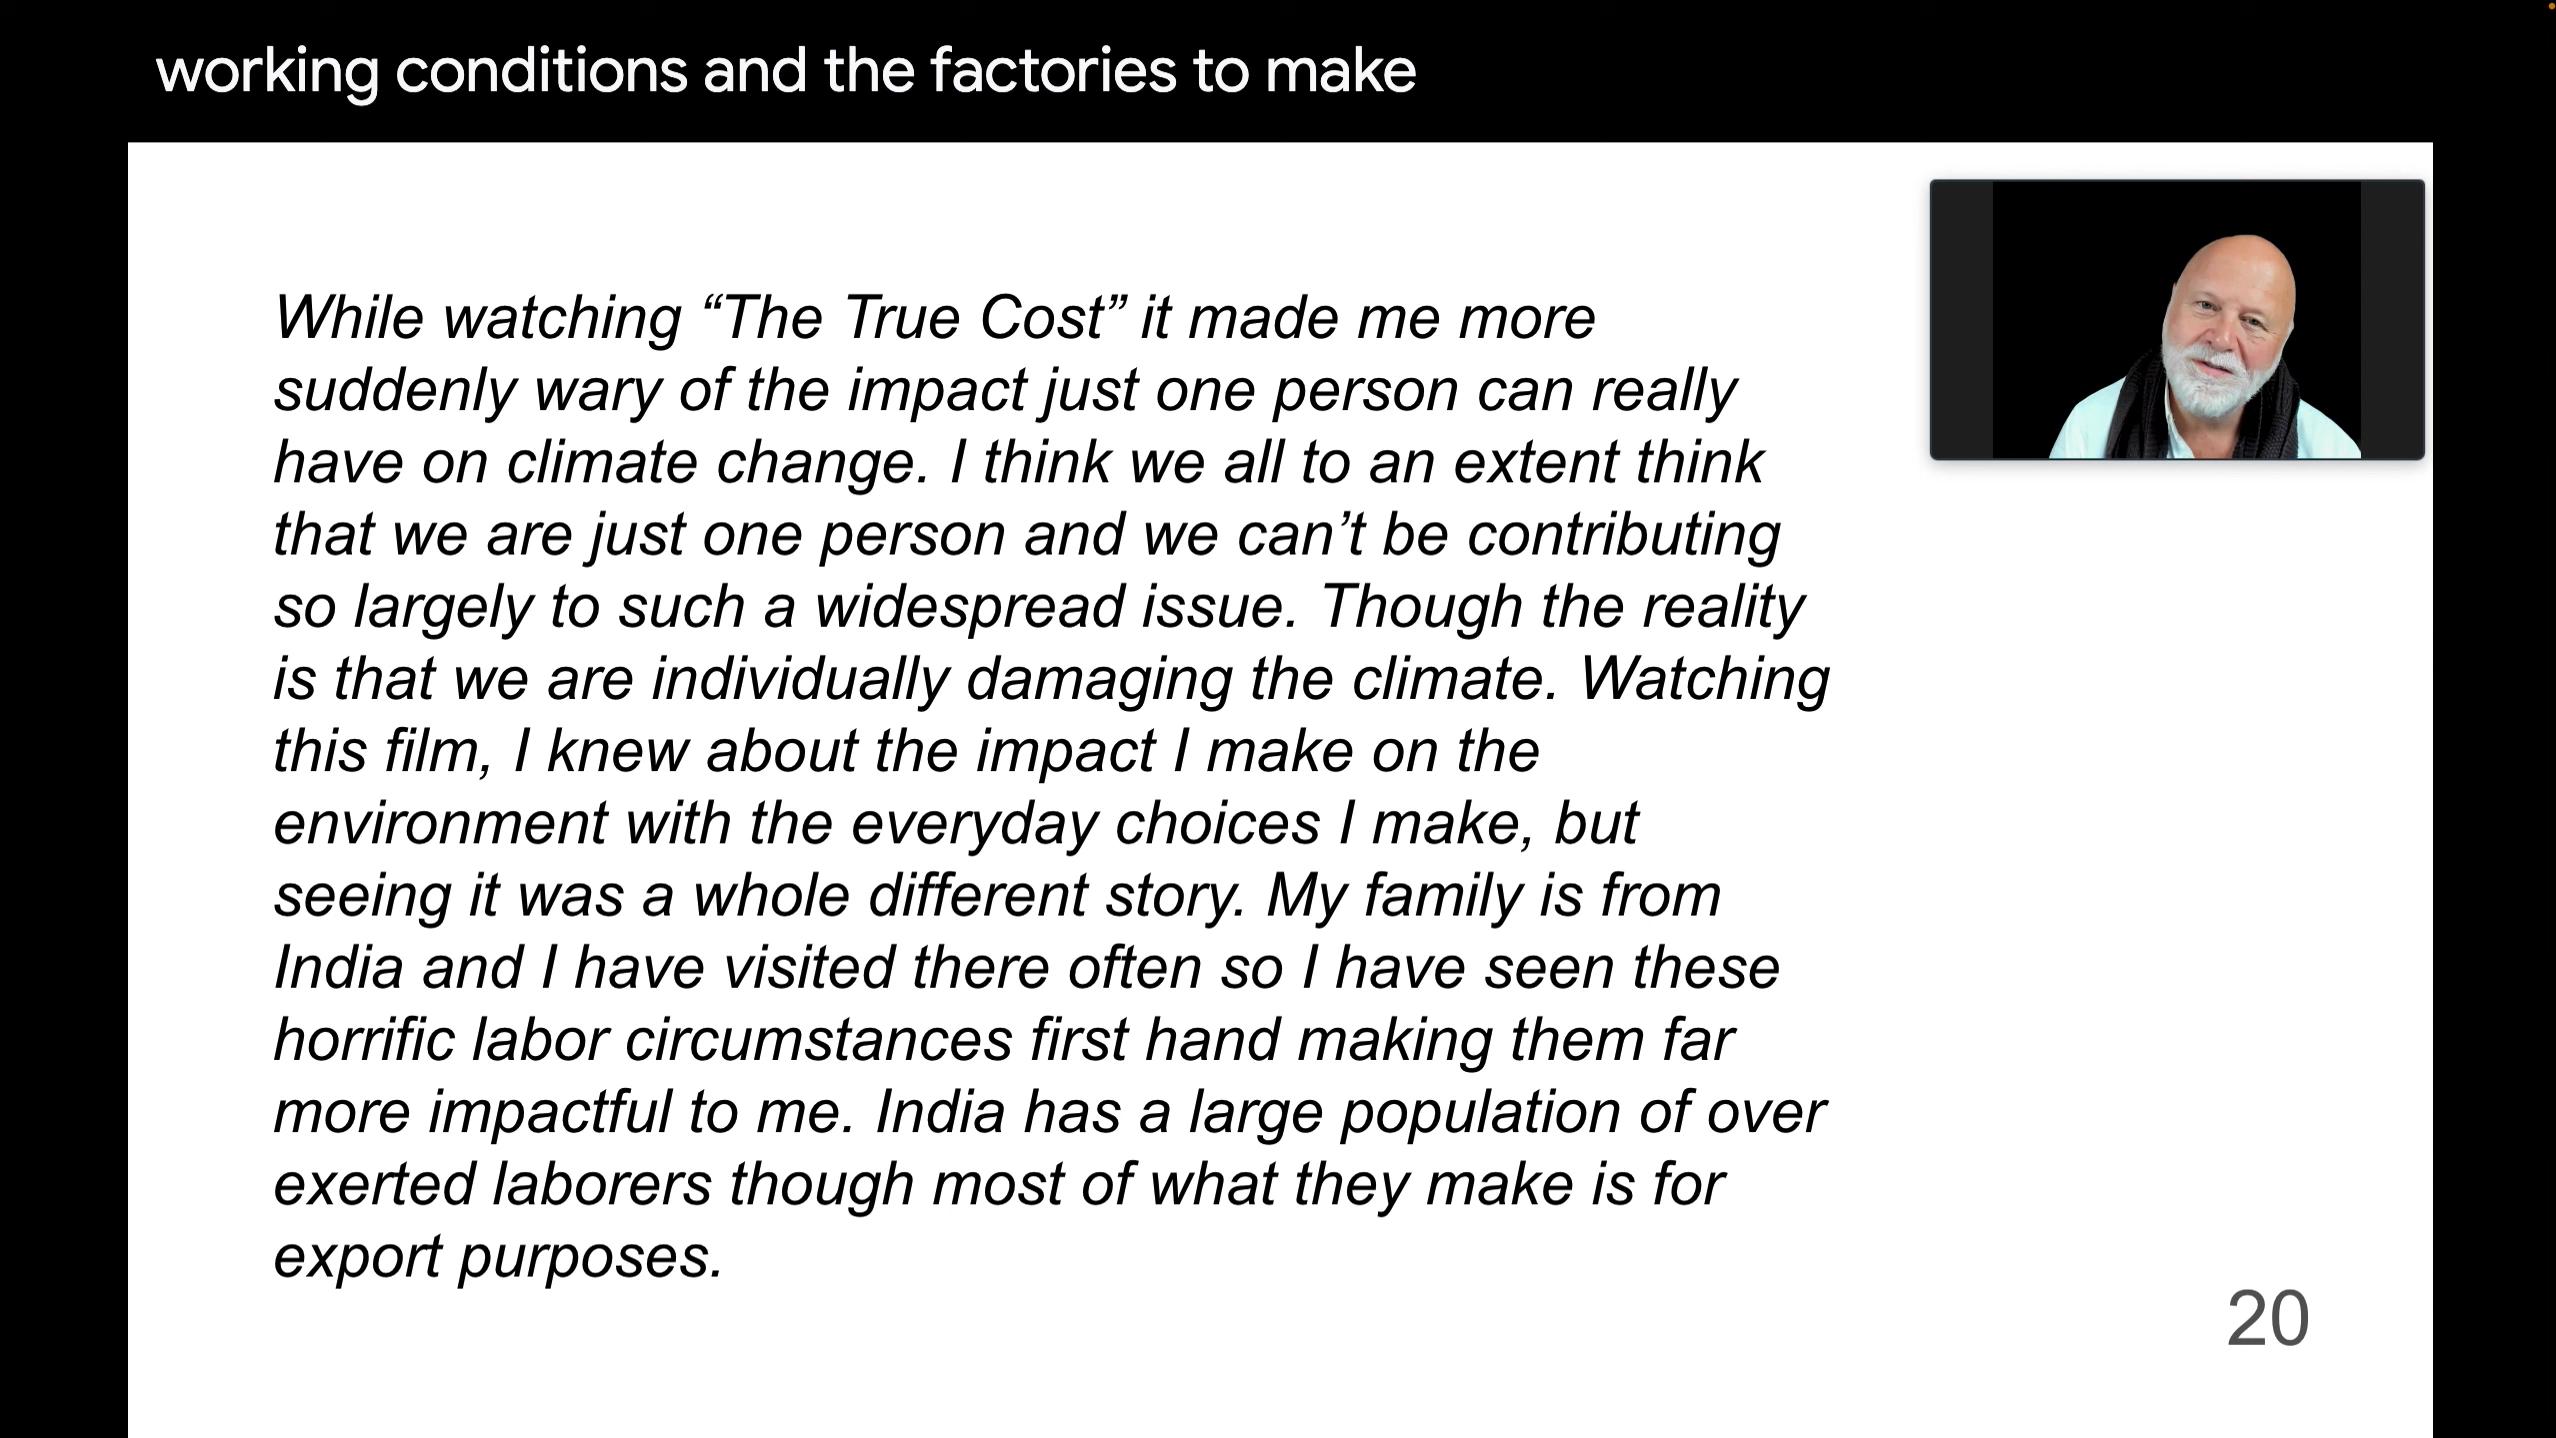 working conditions and the factories to make
While watching “The True Cost” it made me more
suddenly wary of the impact just one person can really
have on climate change. I think we all to an extent think
that we are just one person and we can’t be contributing
so largely to such a widespread issue. Though the reality
is that we are individually damaging the climate. Watching
this film, I knew about the impact I make on the
environment with the everyday choices I make, but
seeing it was a whole different story. My family is from
India and I have visited there often so I have seen these
horrific labor circumstances first hand making them far
more impactful to me. India has a large population of over
exerted laborers though most of what they make is for
export purposes.
20